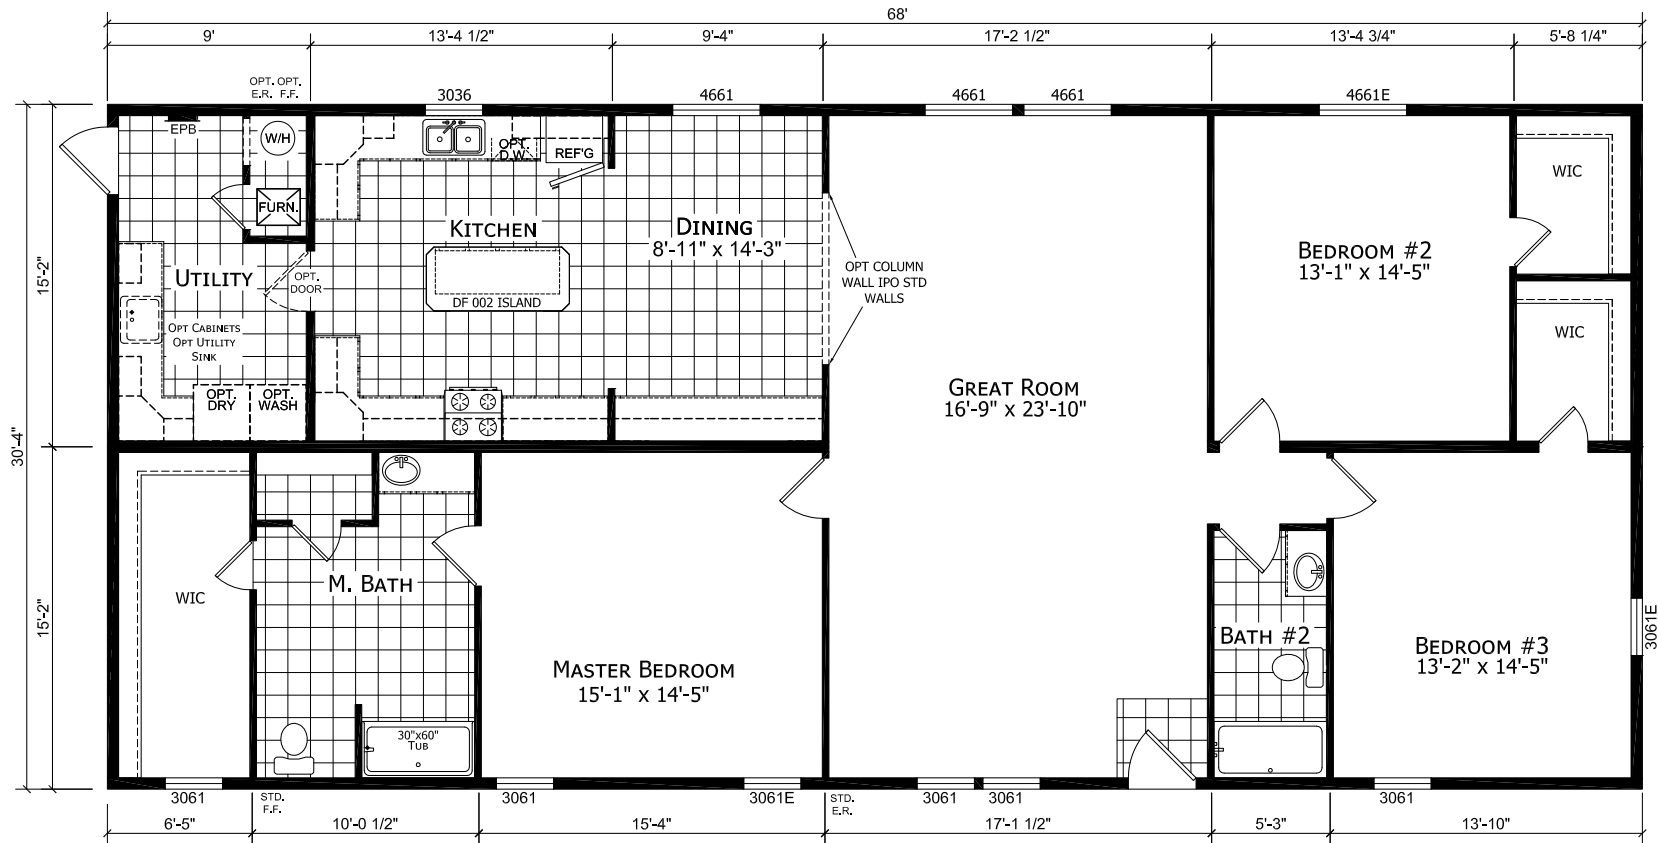 68'
9'
13'-4 1/2"
9'-4"
17'-2 1/2"
13'-4 3/4"
5'-8 1/4"
OPT. OPT.
E.R. F.F.
3036
4661
4661
4661
4661E
EPB
W/H
FURN.
OPT.
D.W.
REF'G
KITCHEN
DINING
8'-11" x 14'-3"
UTILITY
OPT.
DOOR
DF 002 ISLAND
OPT CABINETS
OPT UTILITY
SINK
OPT.
DRY
OPT.
WASH
OPT COLUMN
WALL IPO STD
WALLS
GREAT ROOM
16'-9" x 23'-10"
BEDROOM #2
13'-1" x 14'-5"
WIC
WIC
15'-2"
30'-4"
15'-2"
WIC
M. BATH
30"x60"
TUB
MASTER BEDROOM
15'-1" x 14'-5"
BATH #2
BEDROOM #3
13'-2" x 14'-5"
3061E
3061
STD.
F.F.
3061
3061E
STD.
E.R.
3061
3061
3061
6'-5"
10'-0 1/2"
15'-4"
17'-1 1/2"
5'-3"
13'-10"